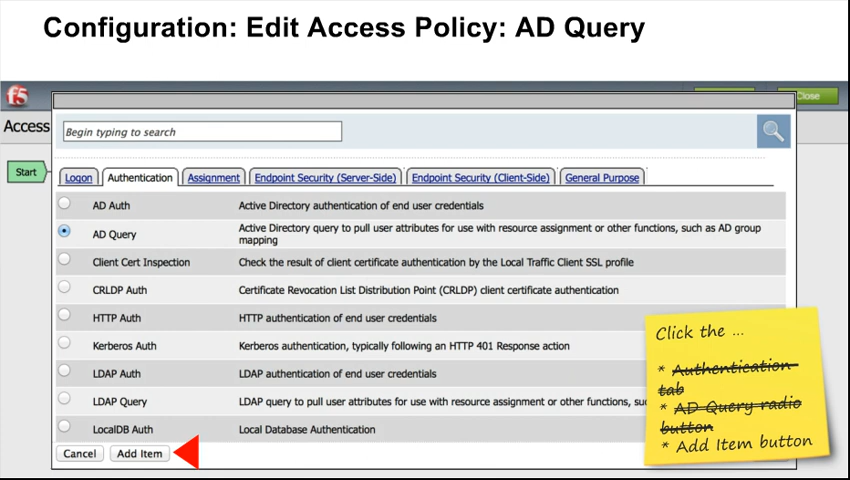 Configuration: Edit Access Policy: AD Query
f5
Close
Access
Begin typing to search
Start
Logon Authentication Assignment Endpoint Security (Server-Side) Endpoint Security (Client-Side) General Purpose
AD Auth Active Directory authentication of end user credentials
AD Query Active Directory query to pull user attributes for use with resource assignment or other functions, such as AD group
mapping
Client Cert Inspection Check the result of client certificate authentication by the Local Traffic Client SSL profile
CRLDP Auth Certificate Revocation List Distribution Point (CRLDP) client certificate authentication
HTTP Auth HTTP authentication of end user credentials
Kerberos Auth Kerberos authentication, typically following an HTTP 401 Response action
LDAP Auth LDAP authentication of end user credentials
LDAP Query LDAP query to pull user attributes for use with resource assignment or other functions,
LocalDB Auth Local Database Authentication
Cancel Add Item
Click the ...
* Authentication
tab
* AD Query radio
button
* Add Item button